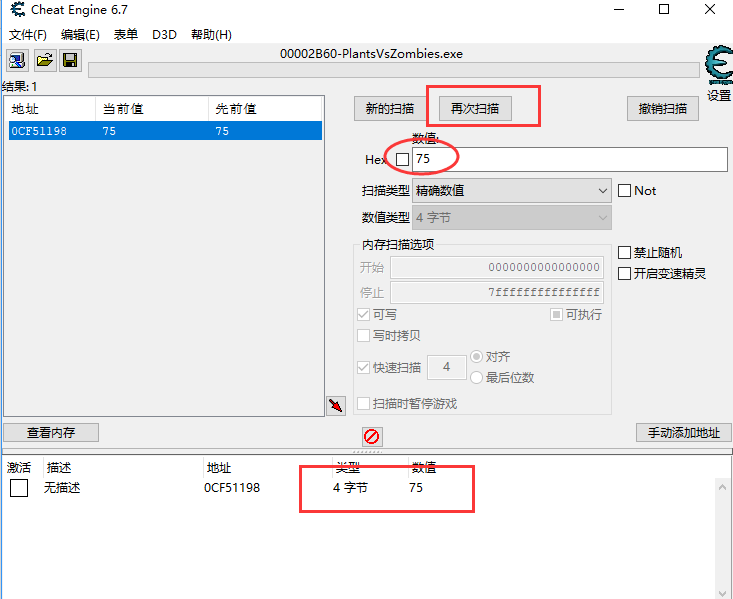 Cheat Engine 6.7
文件(F) 编辑(E) 表单 D3D 帮助(H)
00002B60-PlantsVsZombies.exe
设置
结果: 1
地址 当前值 先前值
0CF51198 75 75
新的扫描 再次扫描 撤销扫描
数值:
Hex 75
扫描类型 精确数值 Not
数值类型 4 字节
内存扫描选项
开始 0000000000000000
停止 7fffffffffffffff
可写 可执行
写时拷贝
快速扫描 4 对齐
最后位数
扫描时暂停游戏
禁止随机
开启变速精灵
查看内存 手动添加地址
激活 描述 地址 类型 数值
无描述 0CF51198 4 字节 75